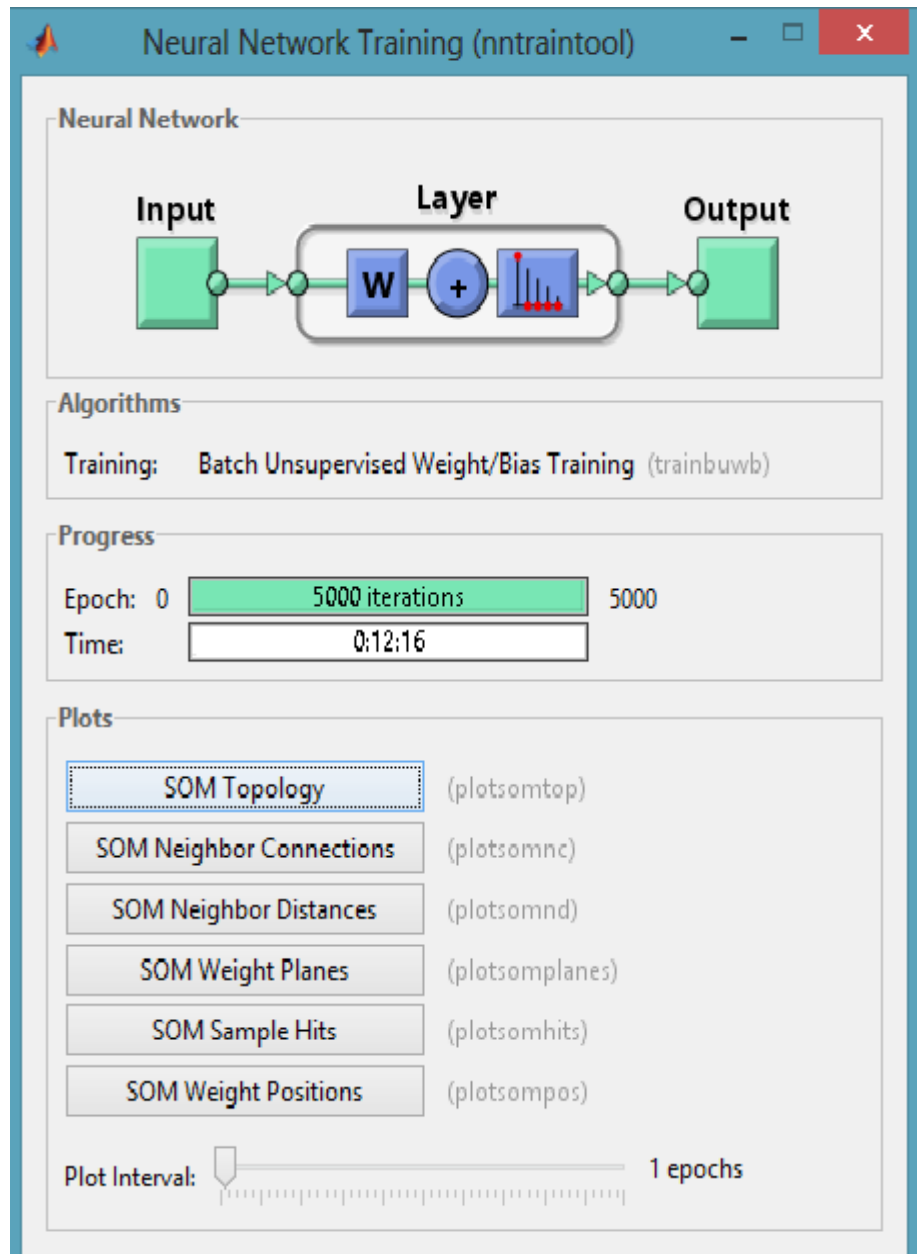 Neural Network Training (nntraintool)
Neural Network
Input
Layer
Output
W
+
Algorithms
Training: Batch Unsupervised Weight/Bias Training (trainbuwb)
Progress
Epoch: 0 5000 iterations 5000
Time: 0:12:16
Plots
SOM Topology (plotsomtop)
SOM Neighbor Connections (plotsomnc)
SOM Neighbor Distances (plotsomnd)
SOM Weight Planes (plotsomplanes)
SOM Sample Hits (plotsomhits)
SOM Weight Positions (plotsompos)
Plot Interval: 1 epochs